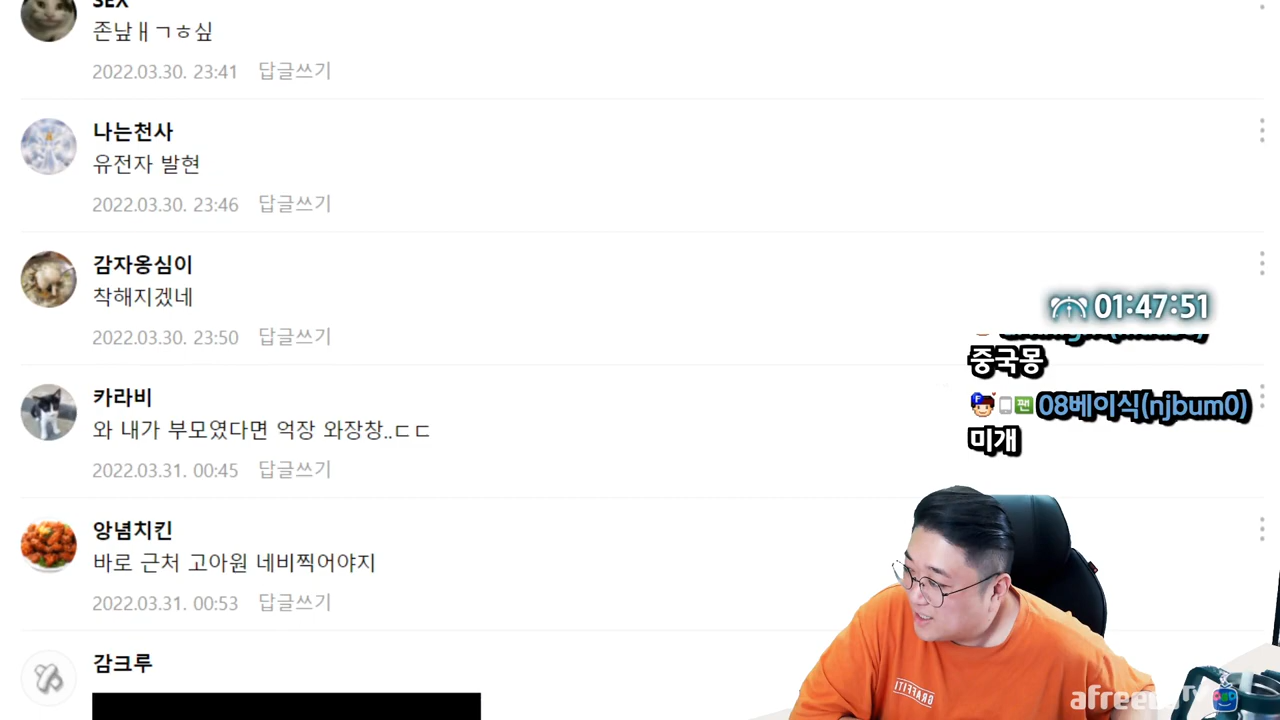 SEX
존낲ㅐㄱㅎ싶
2022.03.30. 23:41 답글쓰기
나는천사
유전자 발현
2022.03.30. 23:46 답글쓰기
감자옹심이
착해지겠네
2022.03.30. 23:50 답글쓰기
카라비
와 내가 부모였다면 억장 와장창..ㄷㄷ
2022.03.31. 00:45 답글쓰기
앙념치킨
바로 근처 고아원 네비찍어야지
2022.03.31. 00:53 답글쓰기
감크루
01:47:51
중국몽
F 팬 08베이식(njbum0)
미개
GRAFFITI
afreecaTV